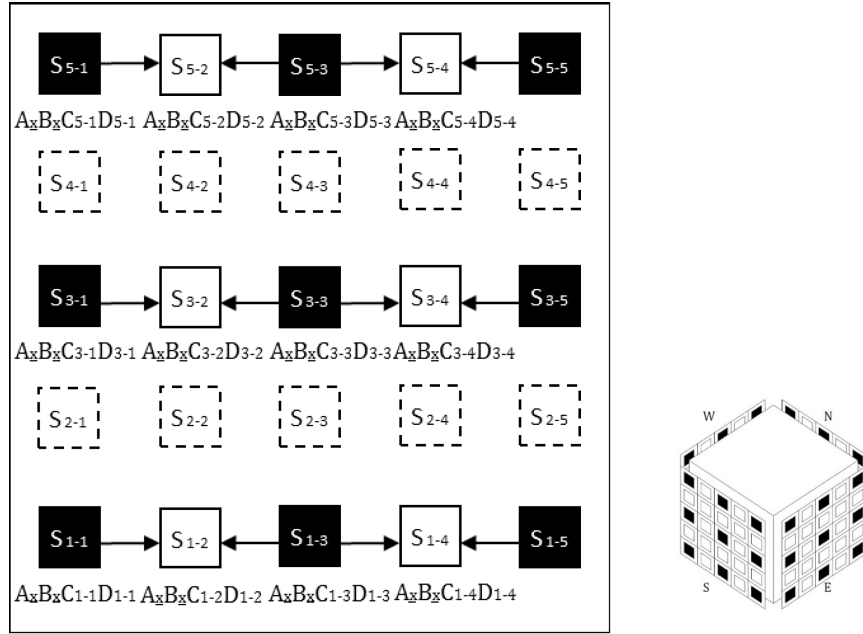 S5-1 S5-2 S5-3 S5-4 S5-5
AxBxC5-1D5-1 AxBxC5-2D5-2 AxBxC5-3D5-3 AxBxC5-4D5-4
S4-1 S4-2 S4-3 S4-4 S4-5
S3-1 S3-2 S3-3 S3-4 S3-5
AxBxC3-1D3-1 AxBxC3-2D3-2 AxBxC3-3D3-3 AxBxC3-4D3-4
S2-1 S2-2 S2-3 S2-4 S2-5
W N
S1-1 S1-2 S1-3 S1-4 S1-5
AxBxC1-1D1-1 AxBxC1-2D1-2 AxBxC1-3D1-3 AxBxC1-4D1-4
S E